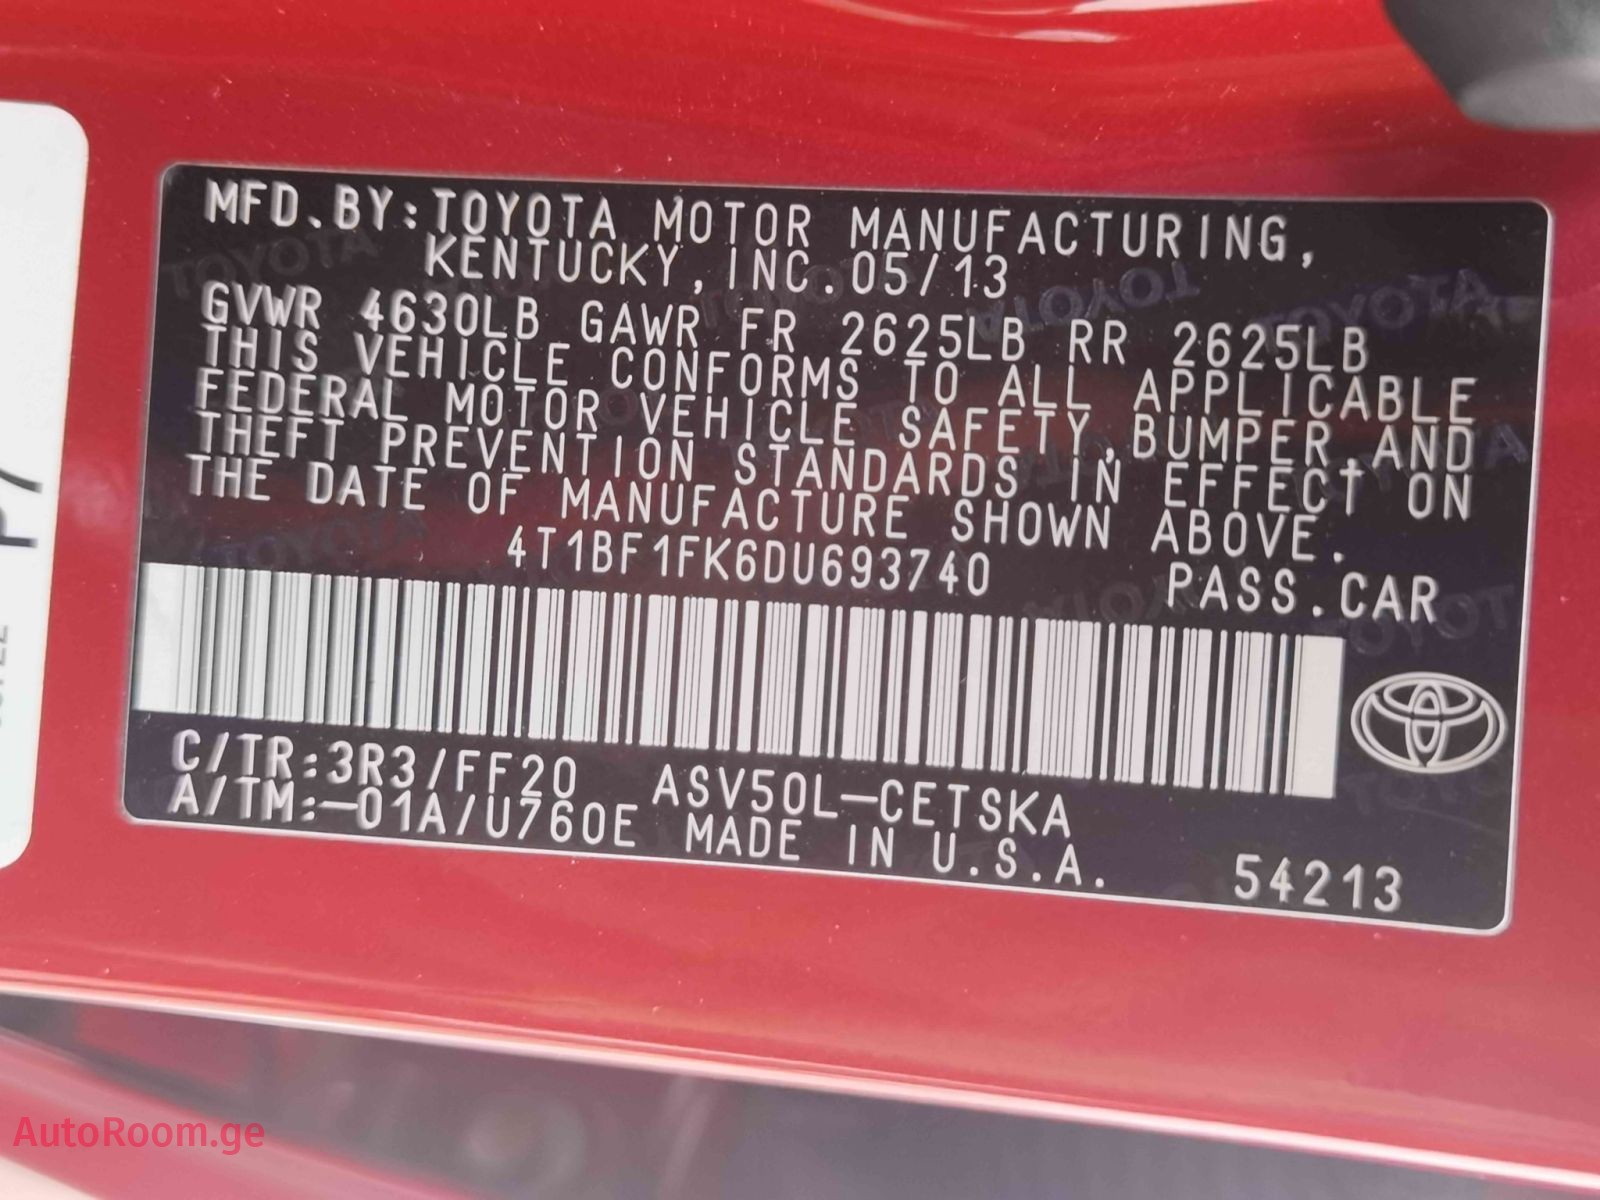 MFD.BY:TOYOTA MOTOR MANUFACTURING,
KENTUCKY,INC.05/13
GVWR 4630LB GAWR FR 2625LB RR 2625LB
THIS VEHICLE CONFORMS TO ALL APPLICABLE
FEDERAL MOTOR VEHICLE SAFETY,BUMPER,AND
THEFT PREVENTION STANDARDS IN EFFECT ON
THE DATE OF MANUFACTURE SHOWN ABOVE.
4T1BF1FK6DU693740 PASS.CAR
C/TR:3R3/FF20 ASV50L-CETSKA
A/TM:-01A/U760E MADE IN U.S.A.
54213
AutoRoom.ge